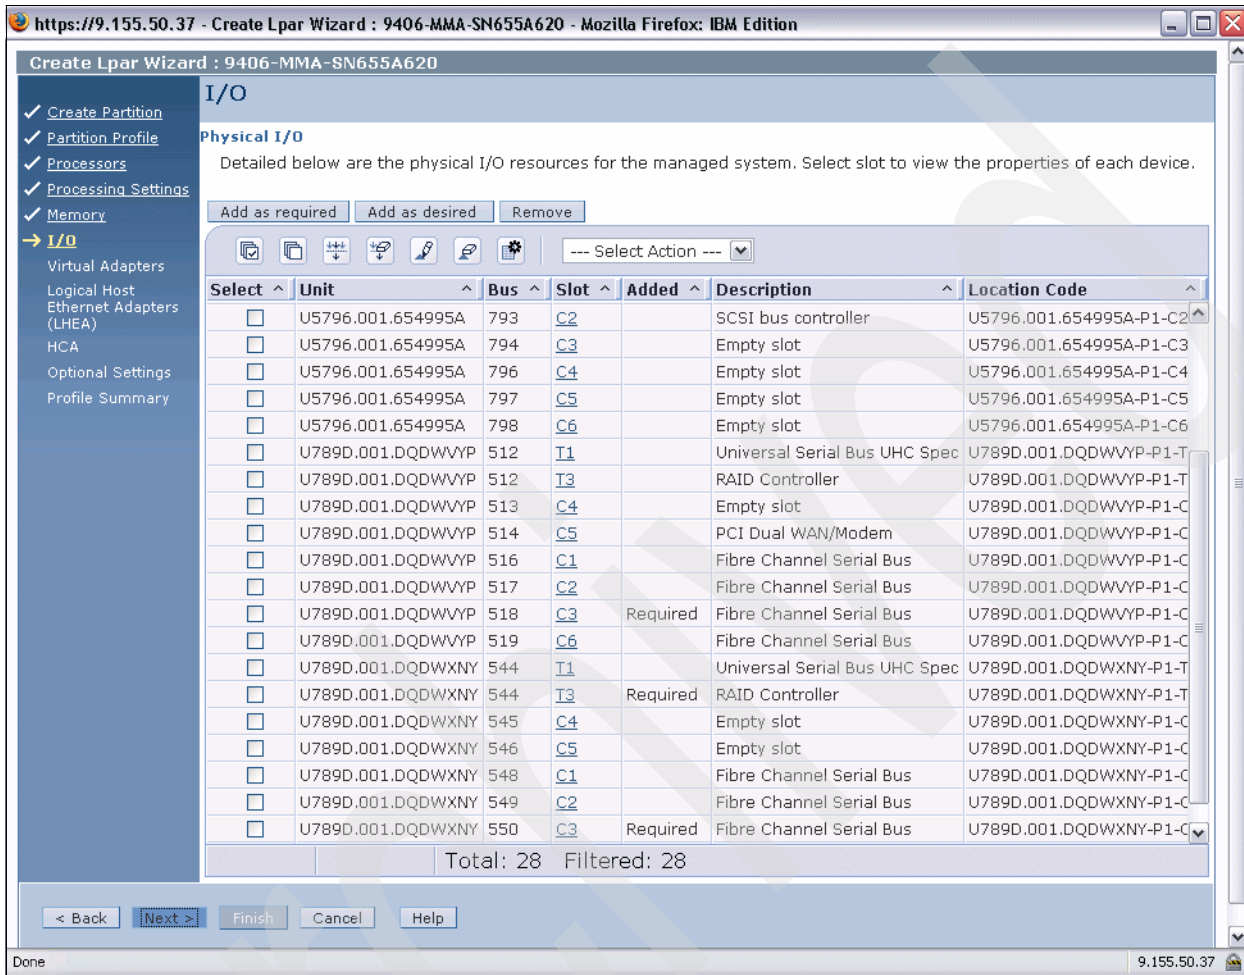 https://9.155.50.37 - Create Lpar Wizard : 9406-MMA-SN655A620 - Mozilla Firefox: IBM Edition
Create Lpar Wizard : 9406-MMA-SN655A620
Create Partition
Partition Profile
Processors
Processing Settings
Memory
I/O
Virtual Adapters
Logical Host
Ethernet Adapters
(LHEA)
HCA
Optional Settings
Profile Summary
I/O
Physical I/O
Detailed below are the physical I/O resources for the managed system. Select slot to view the properties of each device.
Add as required Add as desired Remove
--- Select Action ---
Select ^ Unit ^ Bus ^ Slot ^ Added ^ Description ^ Location Code ^
U5796.001.654995A 793 C2 SCSI bus controller U5796.001.654995A-P1-C2
U5796.001.654995A 794 C3 Empty slot U5796.001.654995A-P1-C3
U5796.001.654995A 796 C4 Empty slot U5796.001.654995A-P1-C4
U5796.001.654995A 797 C5 Empty slot U5796.001.654995A-P1-C5
U5796.001.654995A 798 C6 Empty slot U5796.001.654995A-P1-C6
U789D.001.DQDWVYP 512 T1 Universal Serial Bus UHC Spec U789D.001.DQDWVYP-P1-T
U789D.001.DQDWVYP 512 T3 RAID Controller U789D.001.DQDWVYP-P1-T
U789D.001.DQDWVYP 513 C4 Empty slot U789D.001.DQDWVYP-P1-C
U789D.001.DQDWVYP 514 C5 PCI Dual WAN/Modem U789D.001.DQDWVYP-P1-C
U789D.001.DQDWVYP 516 C1 Fibre Channel Serial Bus U789D.001.DQDWVYP-P1-C
U789D.001.DQDWVYP 517 C2 Fibre Channel Serial Bus U789D.001.DQDWVYP-P1-C
U789D.001.DQDWVYP 518 C3 Required Fibre Channel Serial Bus U789D.001.DQDWVYP-P1-C
U789D.001.DQDWVYP 519 C6 Fibre Channel Serial Bus U789D.001.DQDWVYP-P1-C
U789D.001.DQDWXNY 544 T1 Universal Serial Bus UHC Spec U789D.001.DQDWXNY-P1-T
U789D.001.DQDWXNY 544 T3 Required RAID Controller U789D.001.DQDWXNY-P1-T
U789D.001.DQDWXNY 545 C4 Empty slot U789D.001.DQDWXNY-P1-C
U789D.001.DQDWXNY 546 C5 Empty slot U789D.001.DQDWXNY-P1-C
U789D.001.DQDWXNY 548 C1 Fibre Channel Serial Bus U789D.001.DQDWXNY-P1-C
U789D.001.DQDWXNY 549 C2 Fibre Channel Serial Bus U789D.001.DQDWXNY-P1-C
U789D.001.DQDWXNY 550 C3 Required Fibre Channel Serial Bus U789D.001.DQDWXNY-P1-C
Total: 28 Filtered: 28
< Back Next > Finish Cancel Help
Done 9.155.50.37